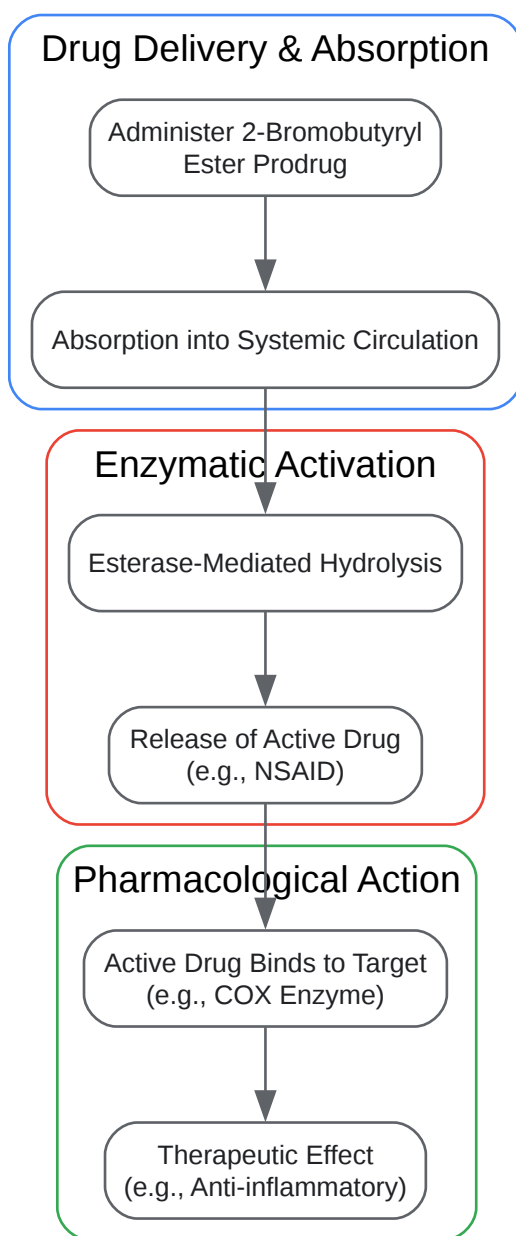 Drug Delivery & Absorption
Administer 2-Bromobutyryl
Ester Prodrug
Absorption into Systemic Circulation
Enzymatic Activation
Esterase-Mediated Hydrolysis
Release of Active Drug
(e.g., NSAID)
Pharmacological Action
Active Drug Binds to Target
(e.g., COX Enzyme)
Therapeutic Effect
(e.g., Anti-inflammatory)